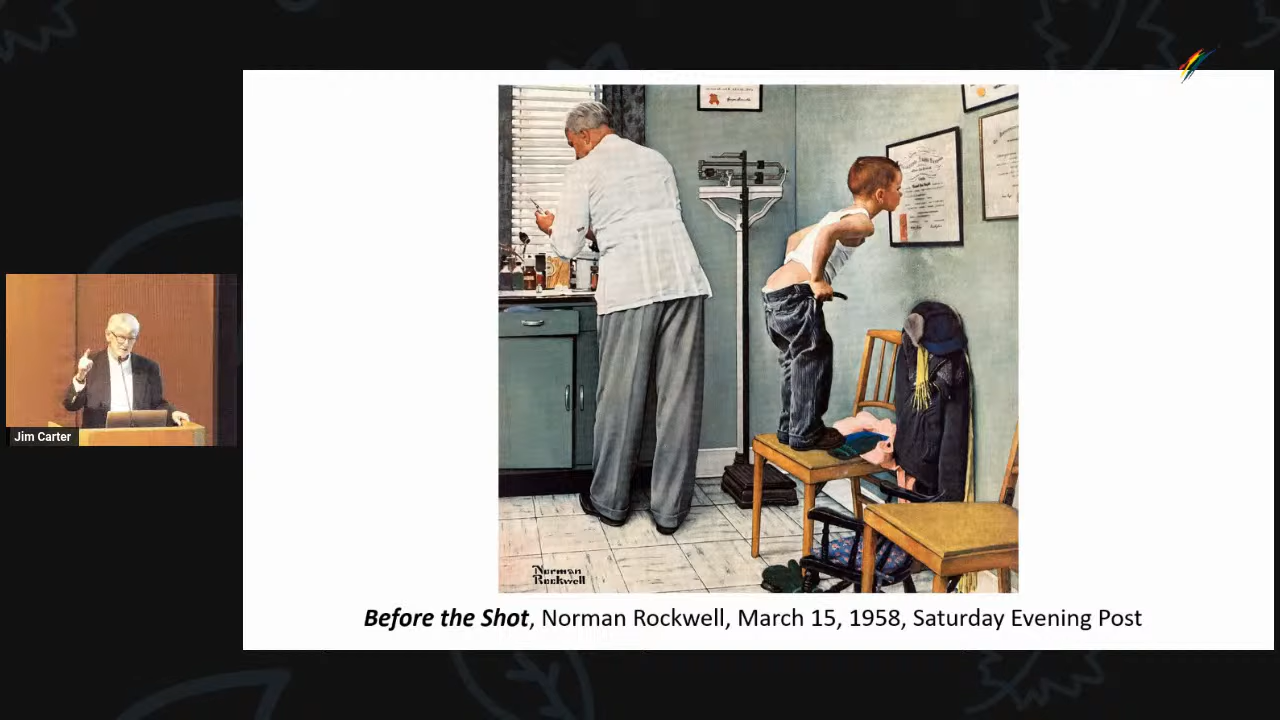 Jim Carter
Norman
Rockwell
Before the Shot, Norman Rockwell, March 15, 1958, Saturday Evening Post